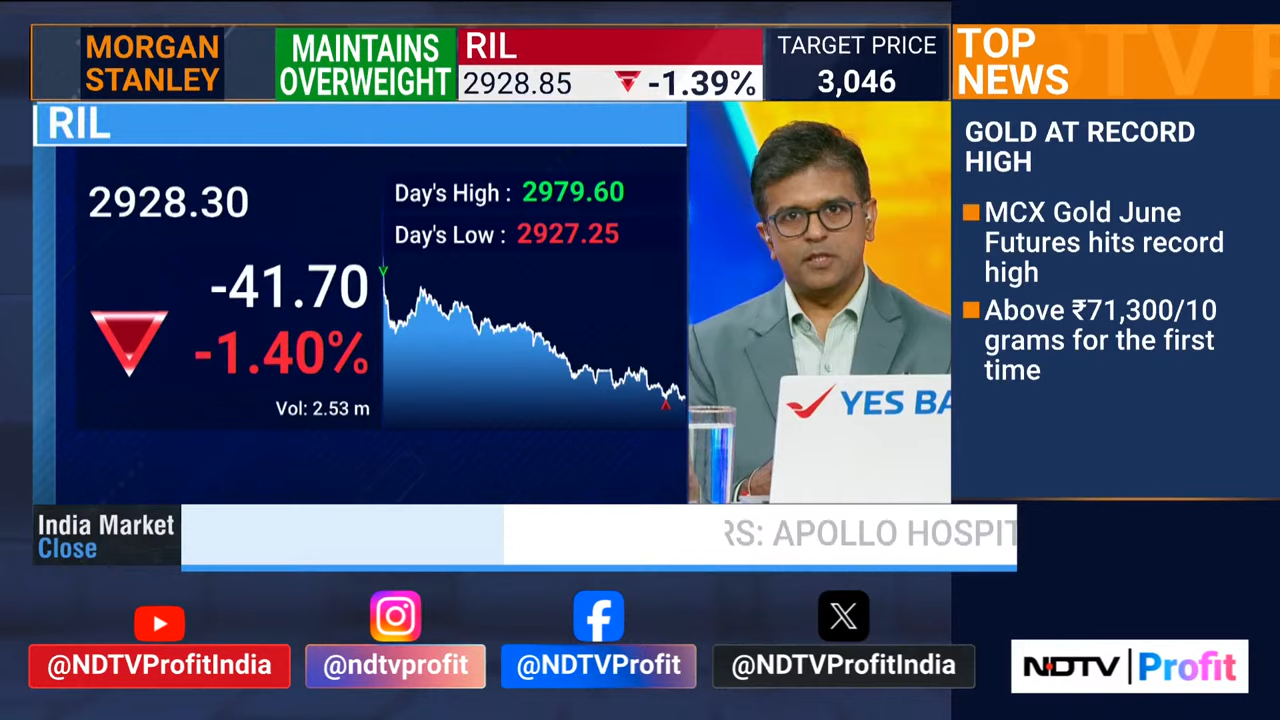 MORGAN
STANLEY
MAINTAINS
OVERWEIGHT
RIL
2928.85 -1.39%
TARGET PRICE
3,046
TOP
NEWS
RIL
2928.30
-41.70
-1.40%
Vol: 2.53 m
Day's High : 2979.60
Day's Low : 2927.25
YES BA
GOLD AT RECORD
HIGH
MCX Gold June
Futures hits record
high
Above ₹71,300/10
grams for the first
time
India Market
Close
RS: APOLLO HOSPIT
@NDTVProfitIndia
@ndtvprofit
@NDTVProfit
@NDTVProfitIndia
NDTV | Profit